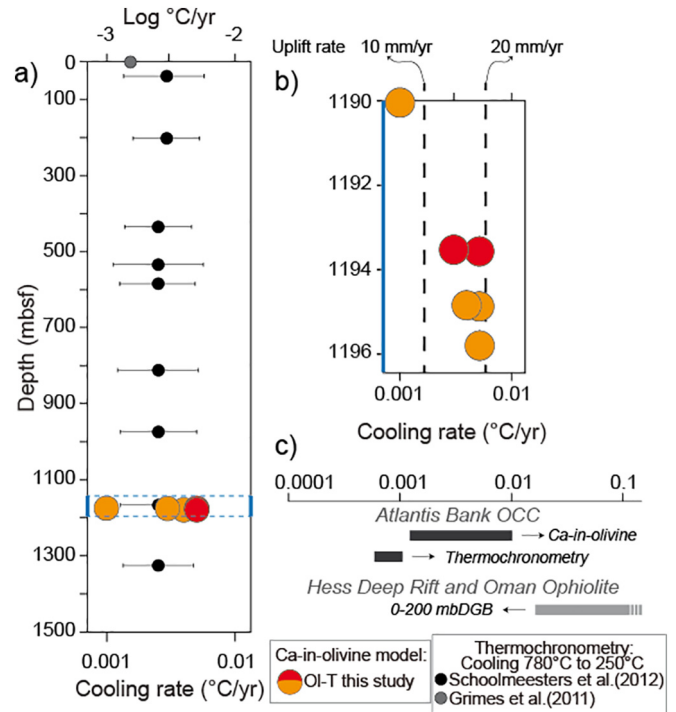 Log °C/yr
-3
-2
a)
0
100
300
500
700
900
1100
1300
1500
Depth (mbsf)
0.001
0.01
Cooling rate (°C/yr)
Uplift rate
10 mm/yr
20 mm/yr
b)
1190
1192
1194
1196
0.001
0.01
Cooling rate (°C/yr)
c)
0.0001
0.001
0.01
0.1
Atlantis Bank OCC
Ca-in-olivine
Thermochronometry
Hess Deep Rift and Oman Ophiolite
0-200 mbDGB
Ca-in-olivine model:
Ol-T this study
Thermochronometry:
Cooling 780°C to 250°C
Schoolmeesters et al.(2012)
Grimes et al.(2011)